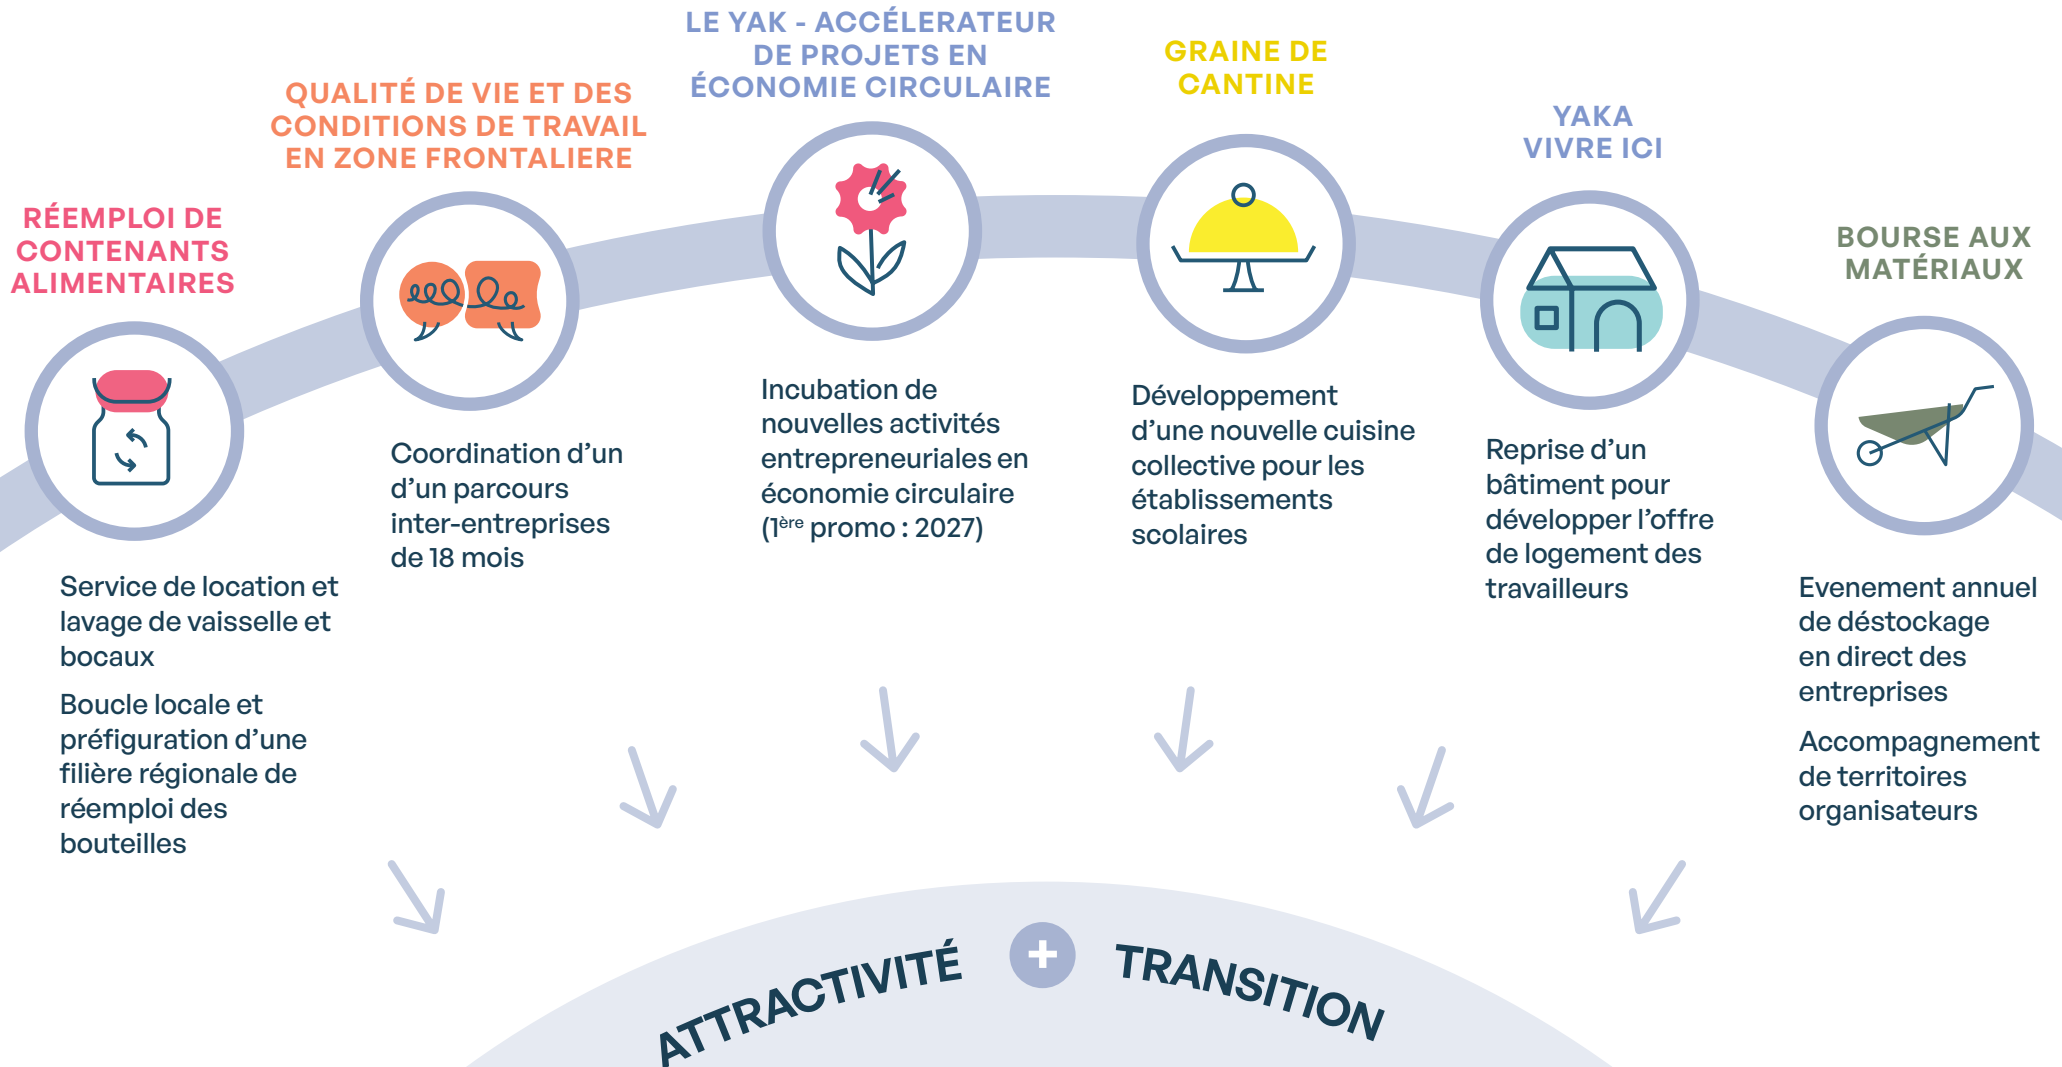 RÉEMPLOI DE
CONTENANTS
ALIMENTAIRES
Service de location et
lavage de vaisselle et
bocaux
Boucle locale et
préfiguration d’une
filière régionale de
réemploi des
bouteilles
QUALITÉ DE VIE ET DES
CONDITIONS DE TRAVAIL
EN ZONE FRONTALIERE
Coordination d’un
d’un parcours
inter-entreprises
de 18 mois
LE YAK - ACCÉLERATEUR
DE PROJETS EN
ÉCONOMIE CIRCULAIRE
Incubation de
nouvelles activités
entrepreneuriales en
économie circulaire
(1ère promo : 2027)
GRAINE DE
CANTINE
Développement
d’une nouvelle cuisine
collective pour les
établissements
scolaires
YAKA
VIVRE ICI
Reprise d’un
bâtiment pour
développer l’offre
de logement des
travailleurs
BOURSE AUX
MATÉRIAUX
Evenement annuel
de déstockage
en direct des
entreprises
Accompagnement
de territoires
organisateurs
ATTRACTIVITÉ + TRANSITION